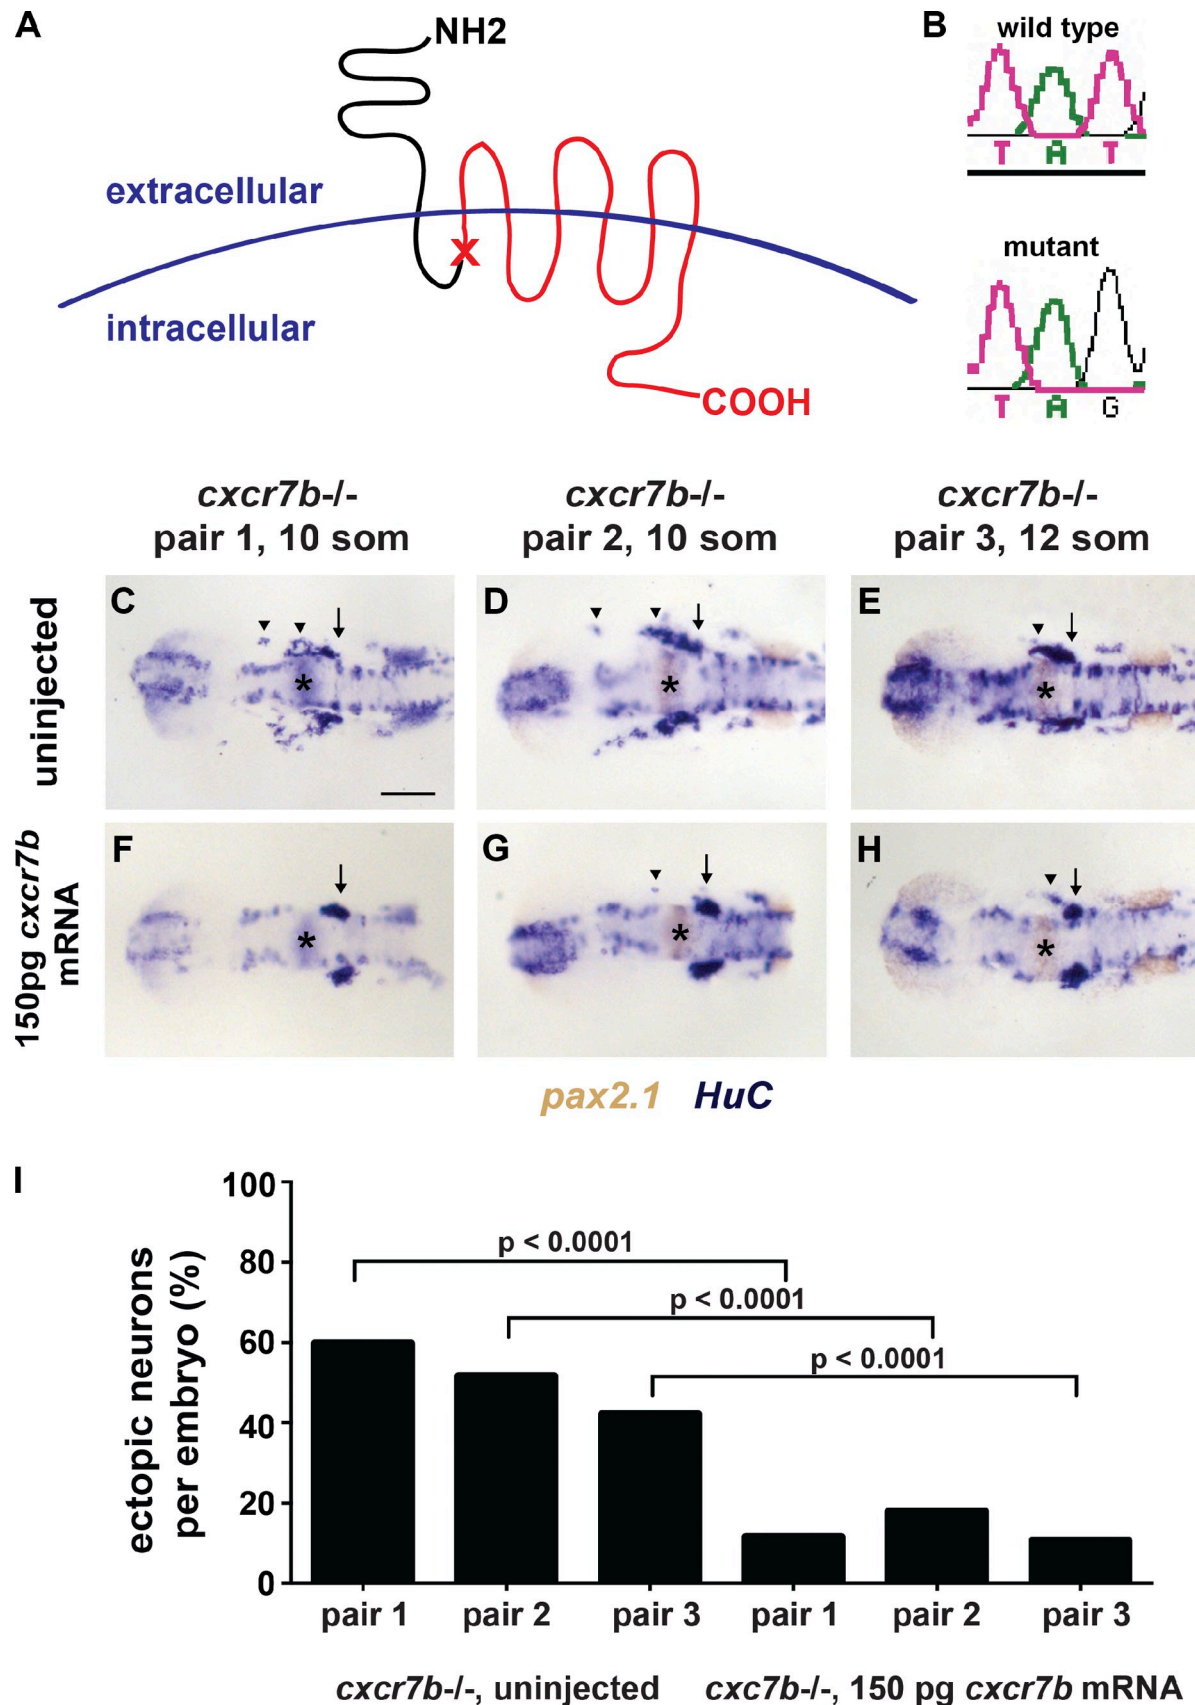 A
NH2
extracellular
intracellular
X
COOH
B
wild type
T A T
mutant
T A G
cxcr7b-/-
pair 1, 10 som
cxcr7b-/-
pair 2, 10 som
cxcr7b-/-
pair 3, 12 som
uninjected
C
*
D
*
E
*
150pg cxcr7b
mRNA
F
*
G
*
H
*
pax2.1 HuC
I
ectopic neurons
per embryo (%)
100
80
60
40
20
0
p < 0.0001
p < 0.0001
p < 0.0001
pair 1 pair 2 pair 3 pair 1 pair 2 pair 3
cxcr7b-/-, uninjected cxc7b-/-, 150 pg cxcr7b mRNA